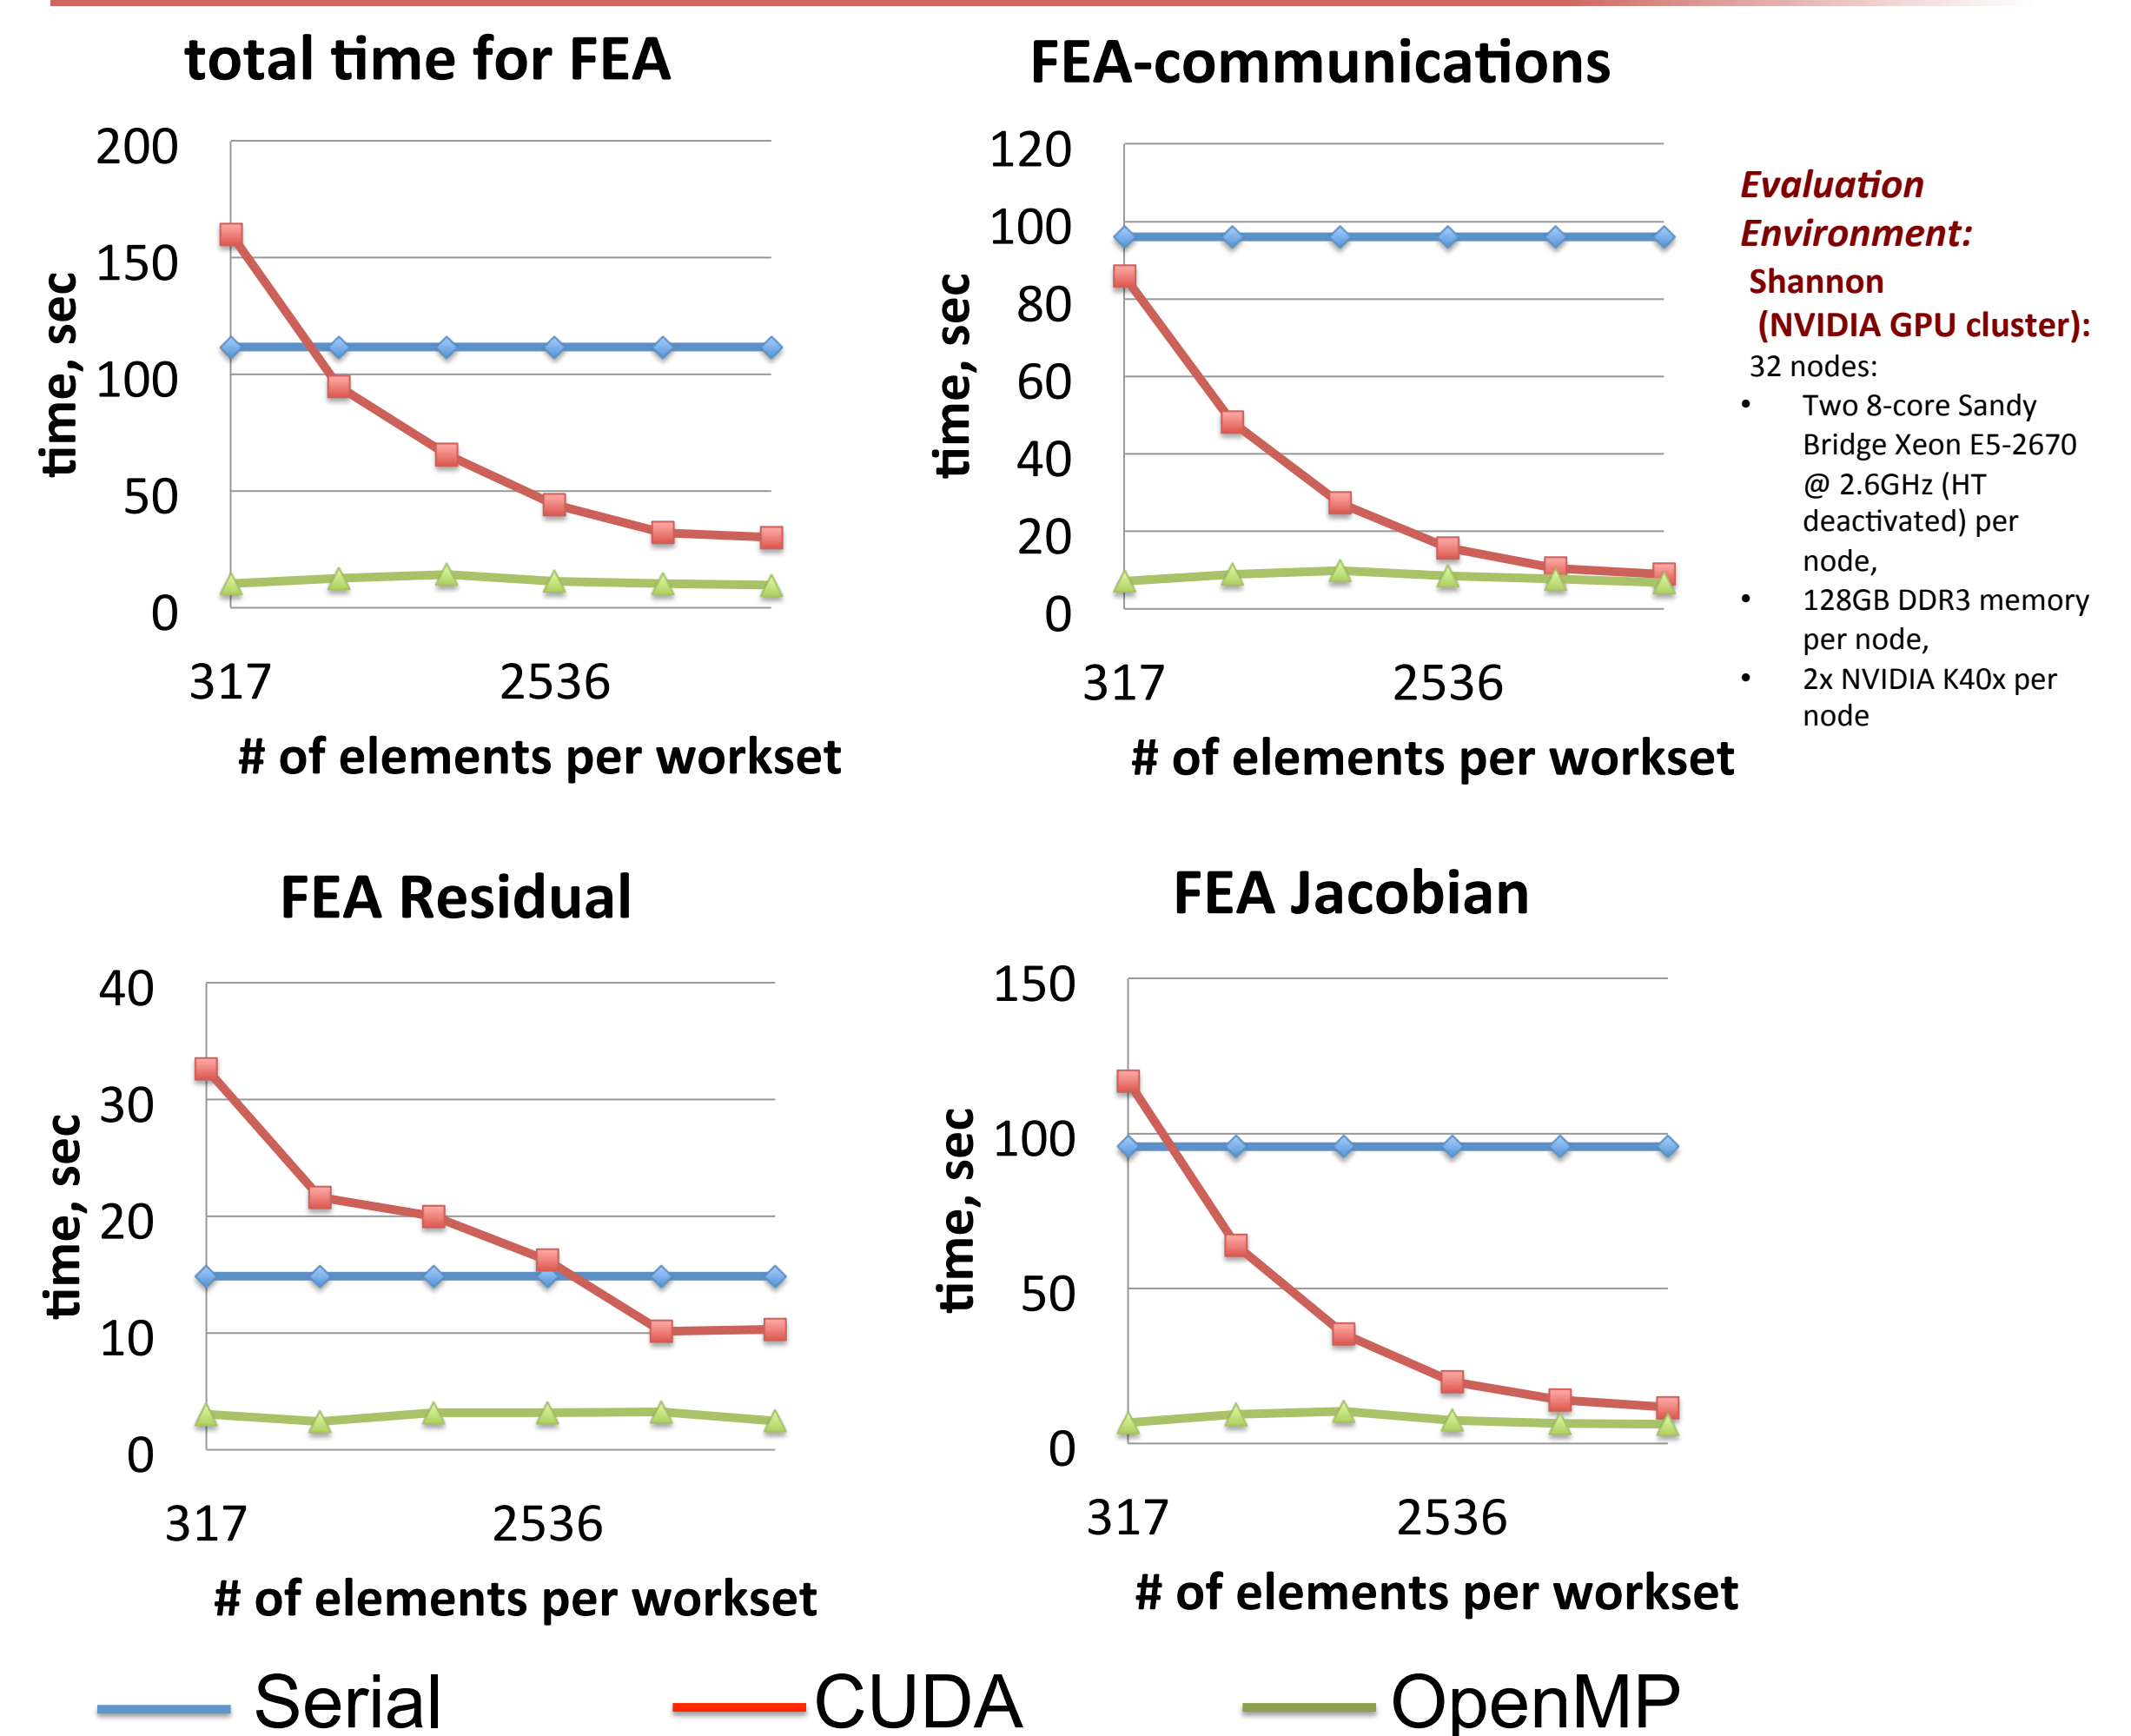 total time for FEA
200
150
100
50
0
time, sec
317 2536
# of elements per workset
FEA-communications
120
100
80
60
40
20
0
time, sec
317 2536
# of elements per workset
Evaluation
Environment:
Shannon
(NVIDIA GPU cluster):
32 nodes:
• Two 8-core Sandy
Bridge Xeon E5-2670
@ 2.6GHz (HT
deactivated) per
node,
• 128GB DDR3 memory
per node,
• 2x NVIDIA K40x per
node
FEA Residual
40
30
20
10
0
time, sec
317 2536
# of elements per workset
FEA Jacobian
150
100
50
0
time, sec
317 2536
# of elements per workset
Serial CUDA OpenMP